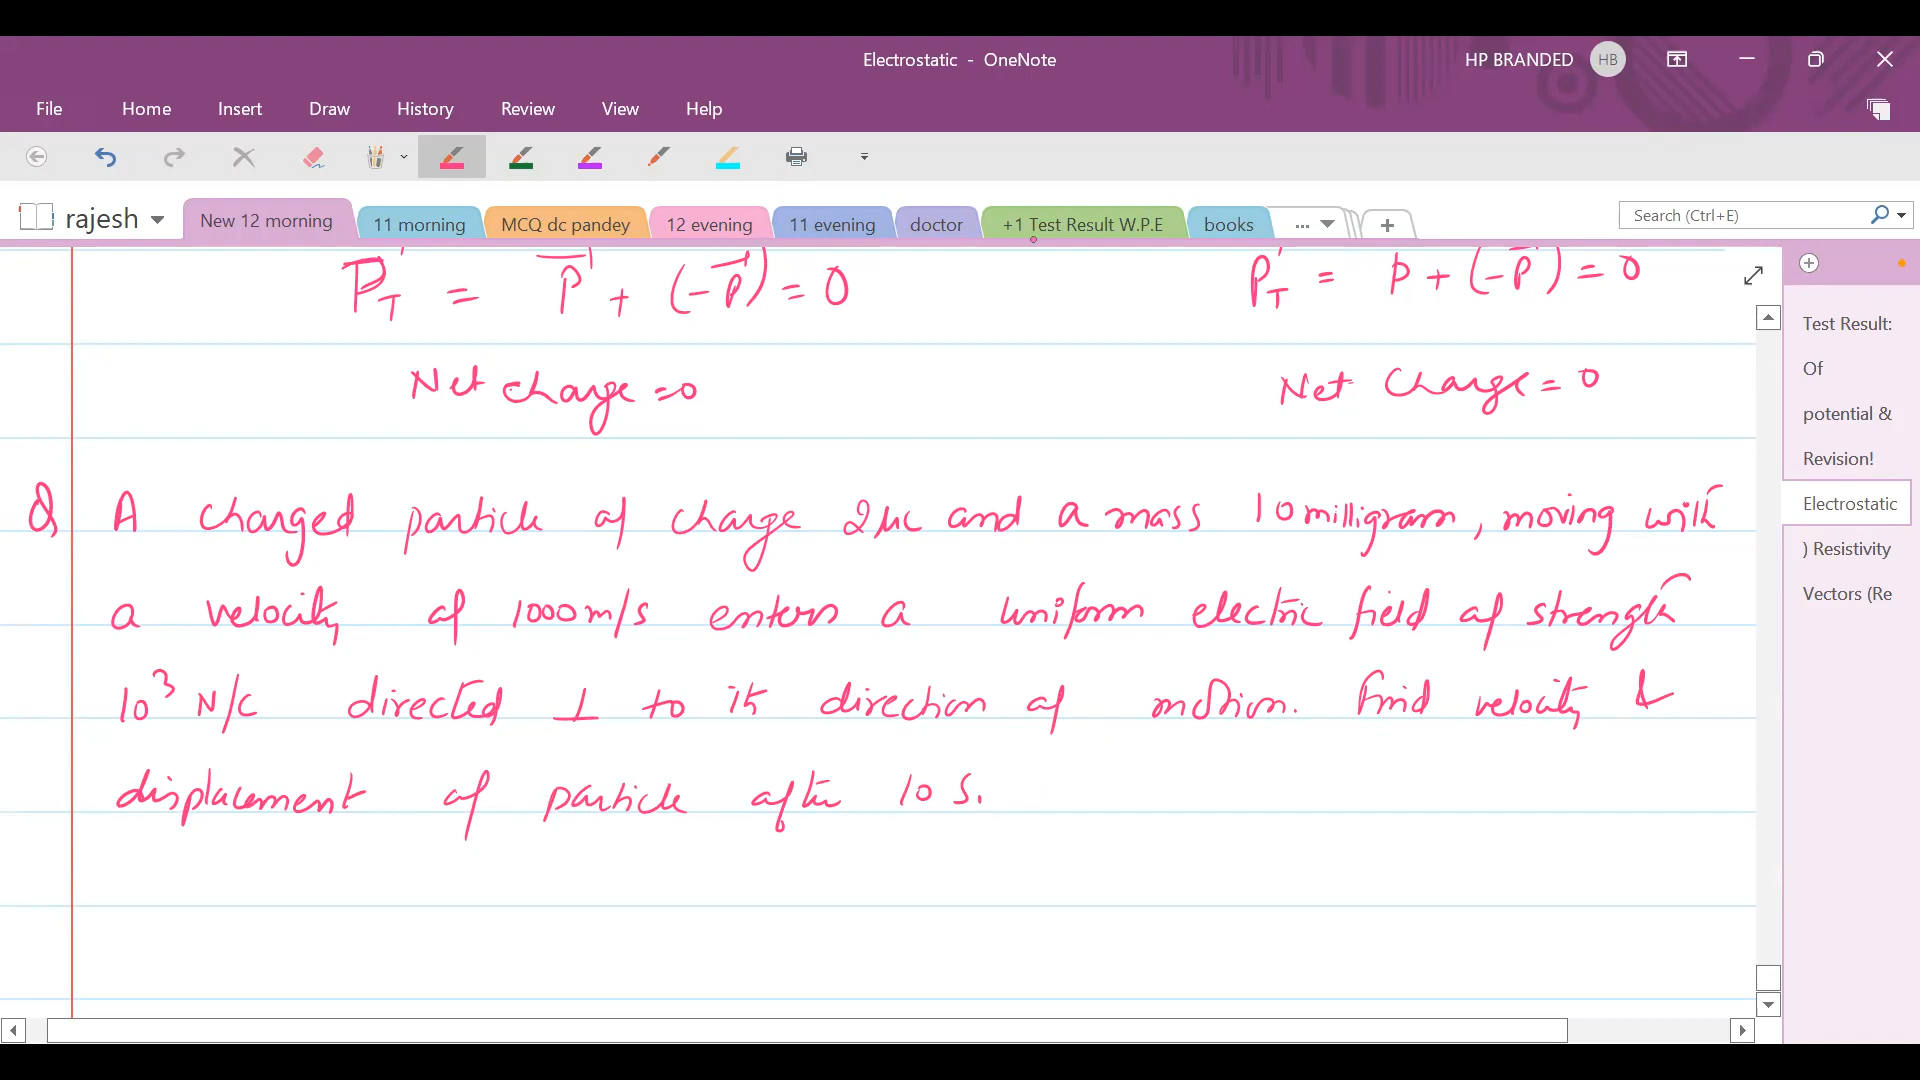 Electrostatic - OneNote
HP BRANDED HB
File Home Insert Draw History Review View Help
rajesh New 12 morning 11 morning MCQ dc pandey 12 evening 11 evening doctor +1 Test Result W.P.E books ... Search (Ctrl+E)
P⃗_T = P⃗ + (-P⃗) = 0
P_T = P + (-P⃗) = 0
Net charge = 0
Net Charge = 0
Q A charged particle of charge 2μc and a mass 10 milligram, moving with
a velocity of 1000 m/s enters a uniform electric field of strength
10³ N/C directed ⊥ to its direction of motion. Find velocity &
displacement of particle after 10 S.
Test Result:
Of
potential &
Revision!
Electrostatic
) Resistivity
Vectors (Re